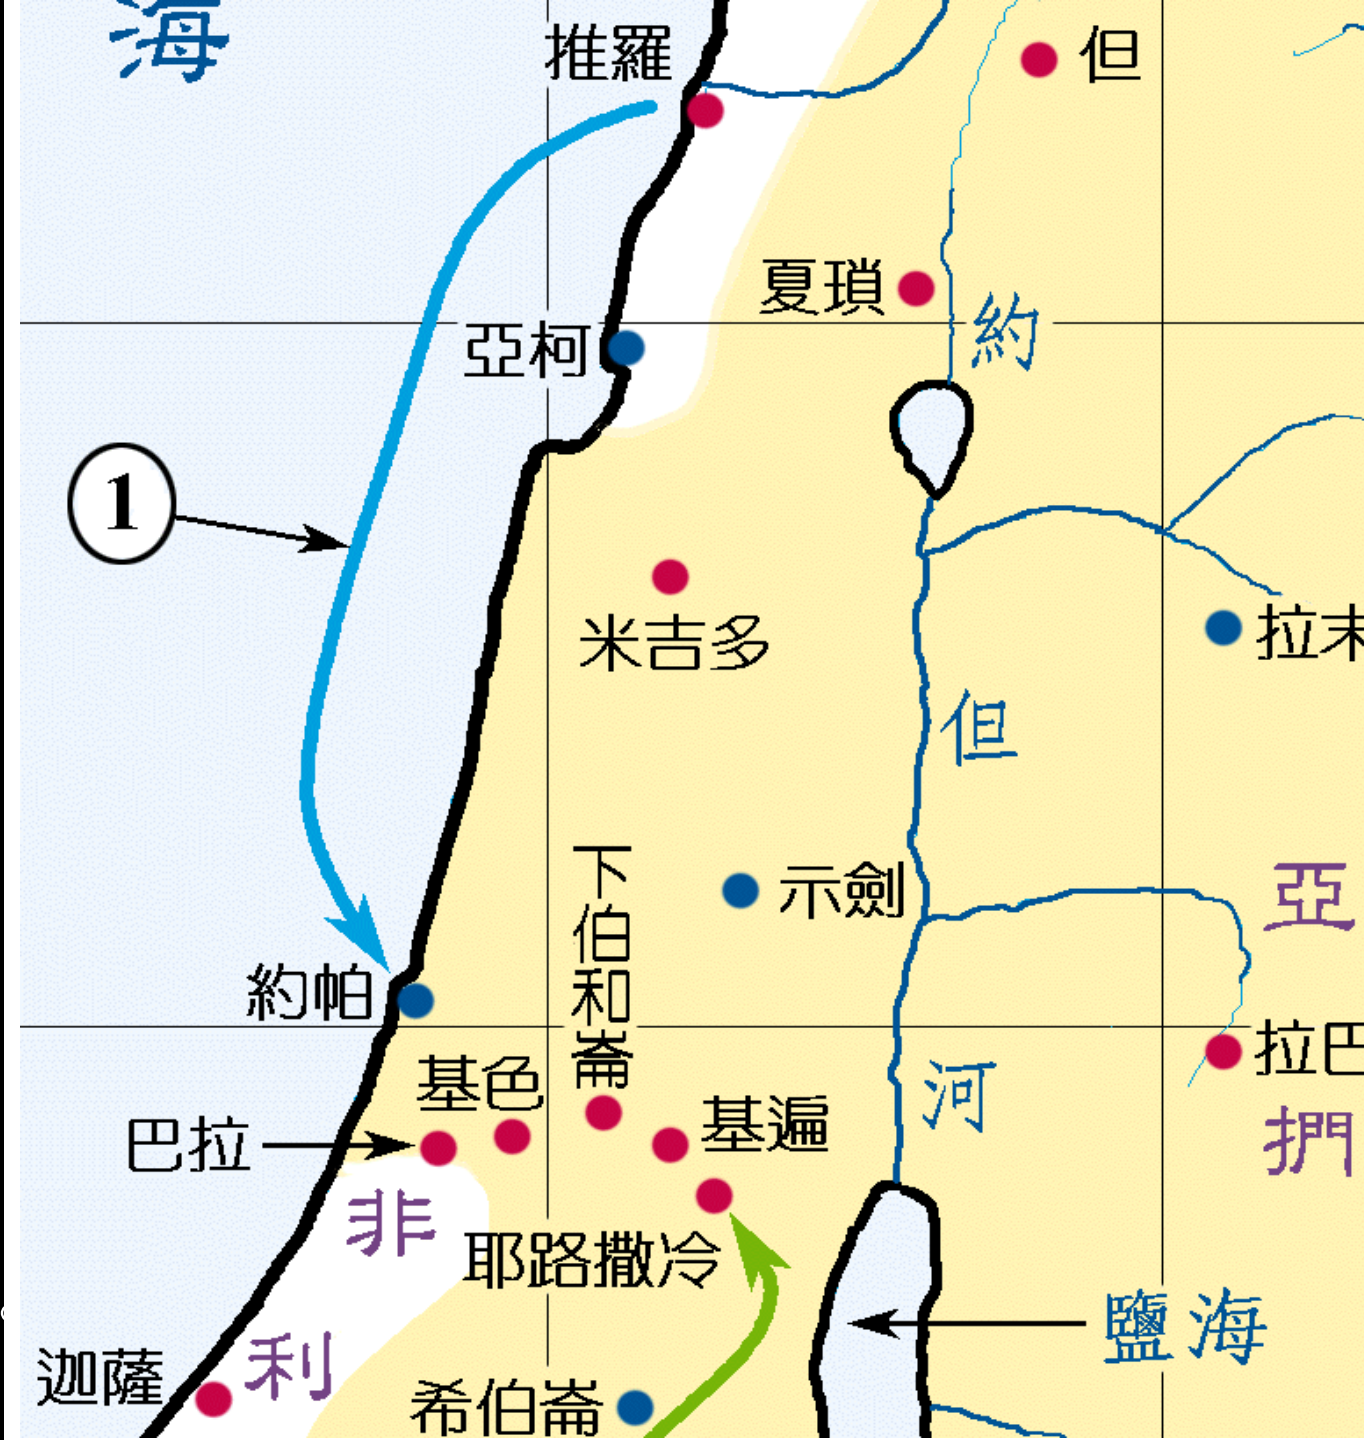 海
推羅
但
夏瑣
約
亞柯
1
米吉多
拉末
但
下伯和崙
示劍
亞
約帕
拉巴
基色
河
基遍
巴拉
捫
非
耶路撒冷
鹽海
利
迦薩
希伯崙